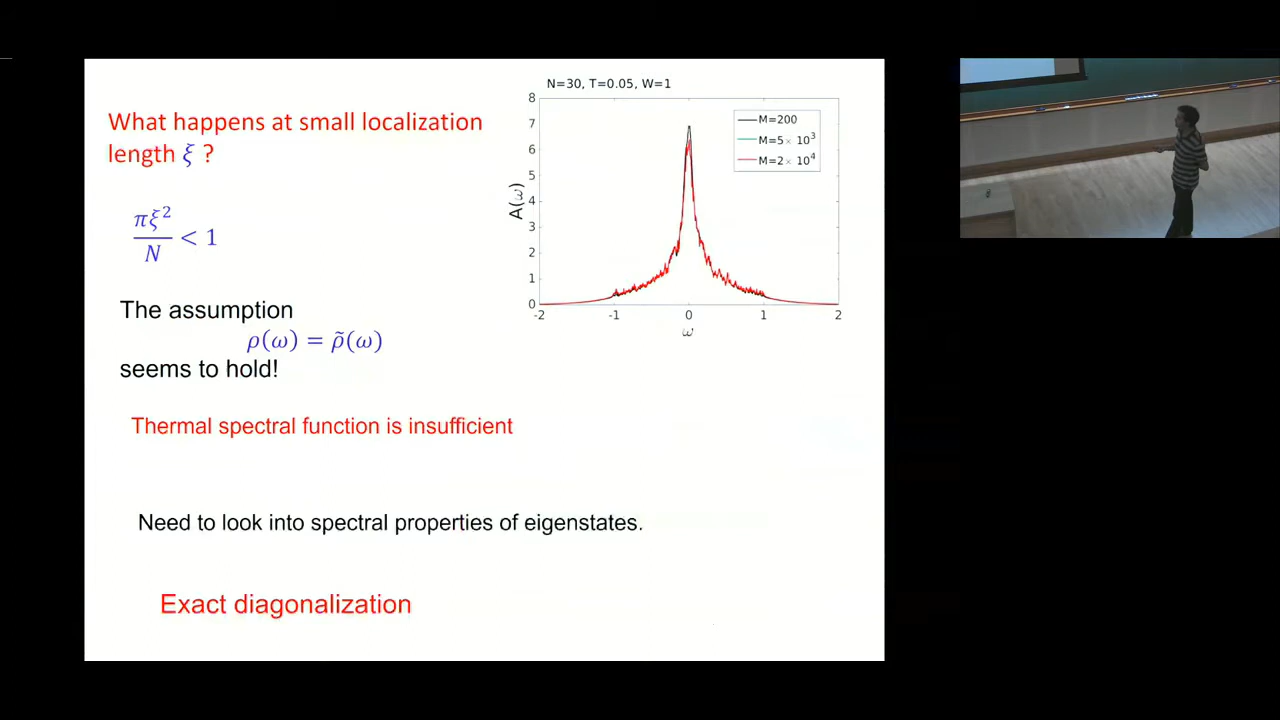 What happens at small localization
length ξ ?
πξ²/N < 1
The assumption
ρ(ω) = ρ̃(ω)
seems to hold!
Thermal spectral function is insufficient
Need to look into spectral properties of eigenstates.
Exact diagonalization
N=30, T=0.05, W=1
M=200
M=5× 10³
M=2× 10⁴
A(ω)
8
7
6
5
4
3
2
1
0
-2 -1 0 1 2
ω